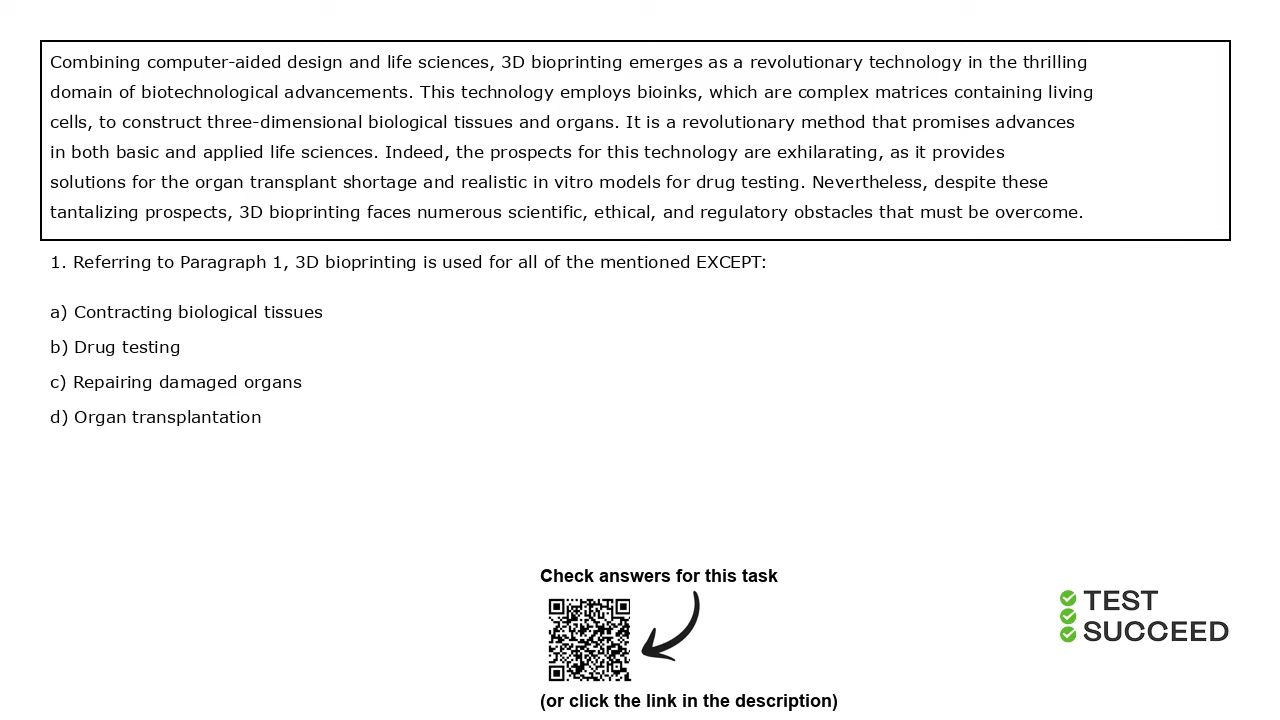 Combining computer-aided design and life sciences, 3D bioprinting emerges as a revolutionary technology in the thrilling
domain of biotechnological advancements. This technology employs bioinks, which are complex matrices containing living
cells, to construct three-dimensional biological tissues and organs. It is a revolutionary method that promises advances
in both basic and applied life sciences. Indeed, the prospects for this technology are exhilarating, as it provides
solutions for the organ transplant shortage and realistic in vitro models for drug testing. Nevertheless, despite these
tantalizing prospects, 3D bioprinting faces numerous scientific, ethical, and regulatory obstacles that must be overcome.
1. Referring to Paragraph 1, 3D bioprinting is used for all of the mentioned EXCEPT:
a) Contracting biological tissues
b) Drug testing
c) Repairing damaged organs
d) Organ transplantation
Check answers for this task
(or click the link in the description)
TEST
SUCCEED